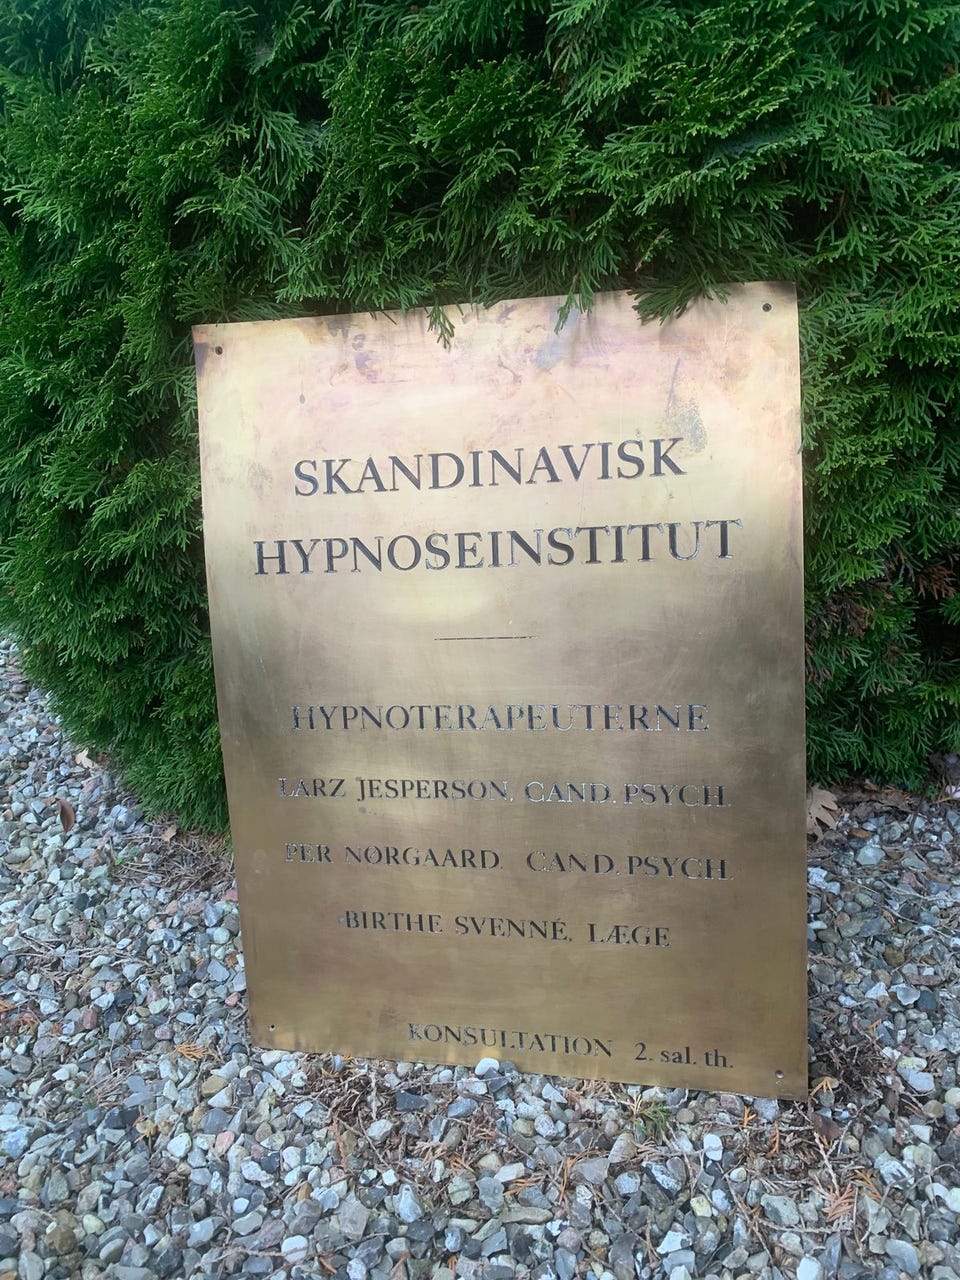 SKANDINAVISK
HYPNOSEINSTITUT
HYPNOTERAPEUTERNE
LARZ JESPERSON, CAND. PSYCH.
PER NØRGAARD, CAND. PSYCH.
BIRTHE SVENNÉ, LÆGE
KONSULTATION 2. sal. th.